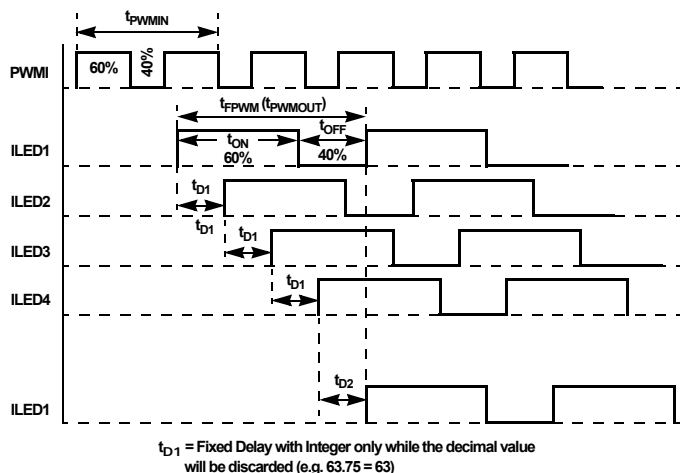 tPWMIN
PWMI
60%
40%
tFPWM (tPWMOUT)
tON
60%
tOFF
40%
ILED1
tD1
ILED2
tD1
tD1
ILED3
tD1
ILED4
tD2
ILED1
tD1 = Fixed Delay with Integer only while the decimal value
will be discarded (e.g. 63.75 = 63)